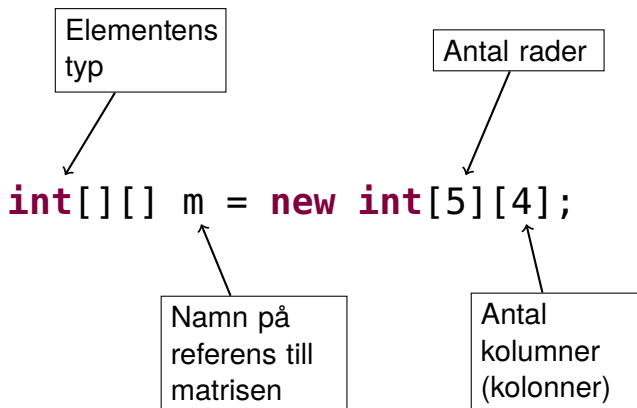 Elementens
typ
Antal rader
int[][] m = new int[5][4];
Namn på
referens till
matrisen
Antal
kolumner
(kolonner)